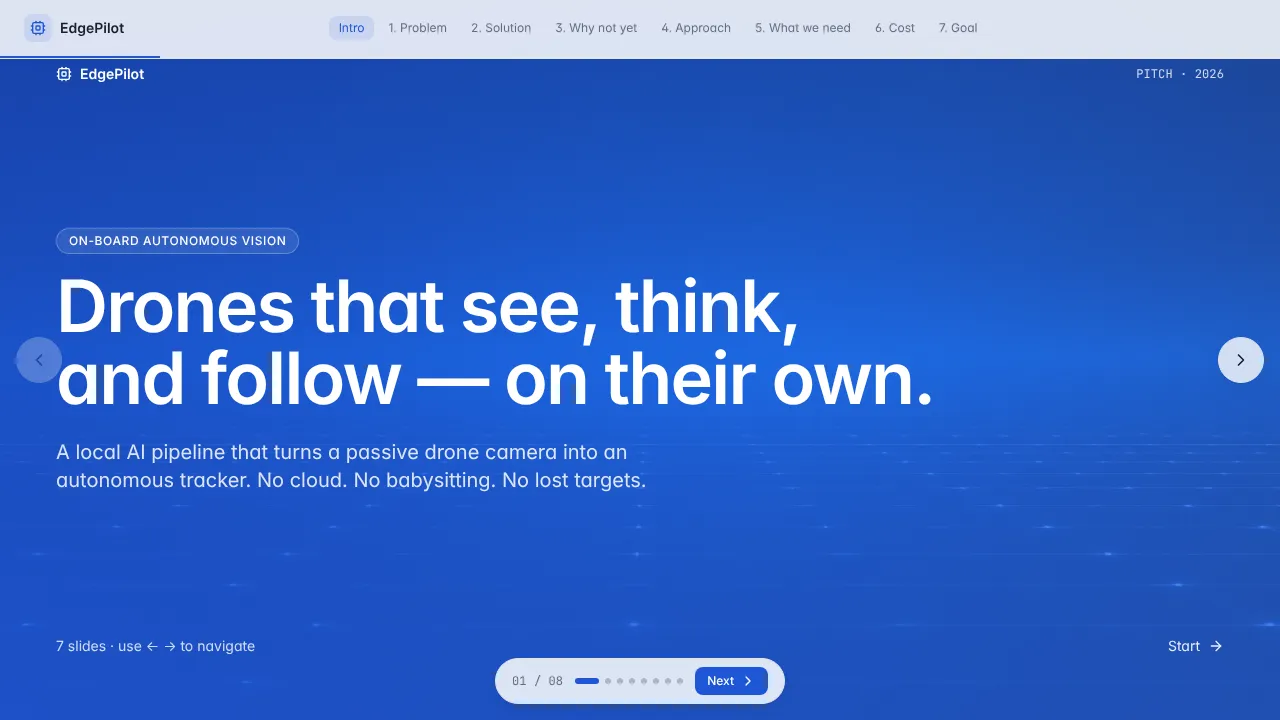 EdgePilot
Intro
1. Problem
2. Solution
3. Why not yet
4. Approach
5. What we need
6. Cost
7. Goal
EdgePilot
PITCH · 2026
ON-BOARD AUTONOMOUS VISION
Drones that see, think,
and follow — on their own.
A local AI pipeline that turns a passive drone camera into an
autonomous tracker. No cloud. No babysitting. No lost targets.
7 slides · use ← → to navigate
Start →
01 / 08
Next